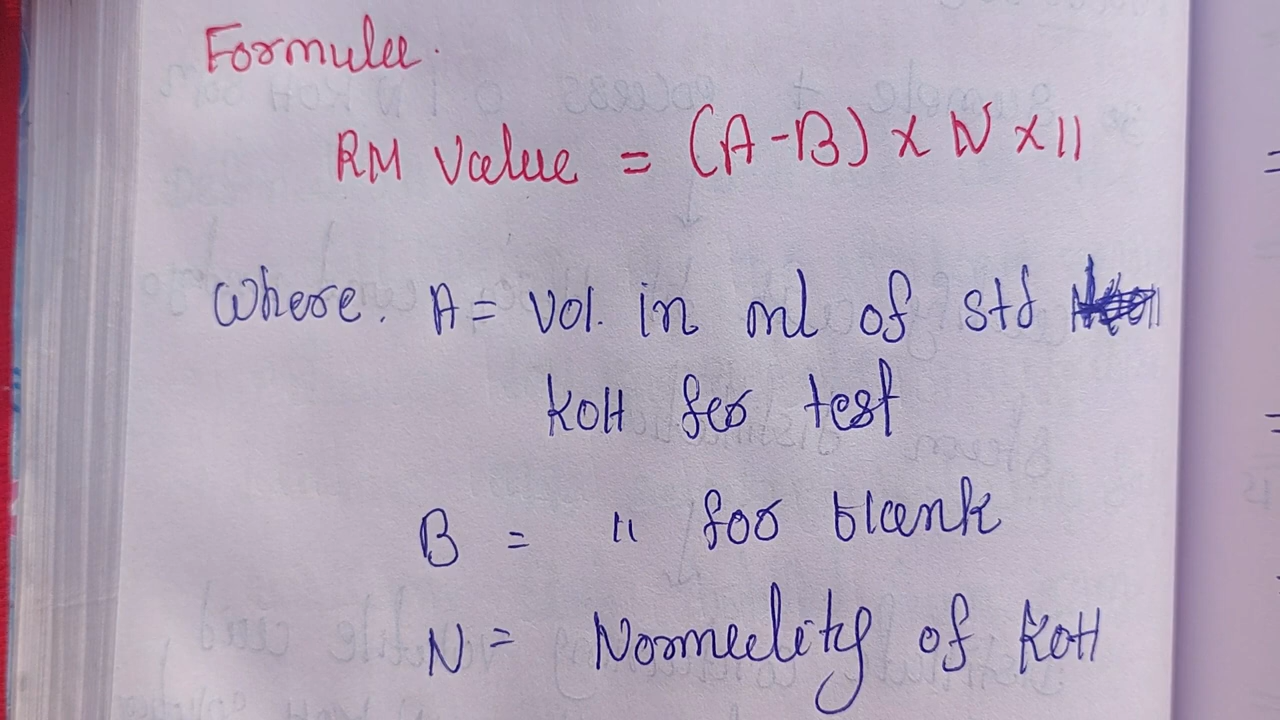 Formula.
RM Value = (A-B) x N x 11
Where. A = Vol. in ml of std
KOH for test
B = " for blank
N = Normality of KOH